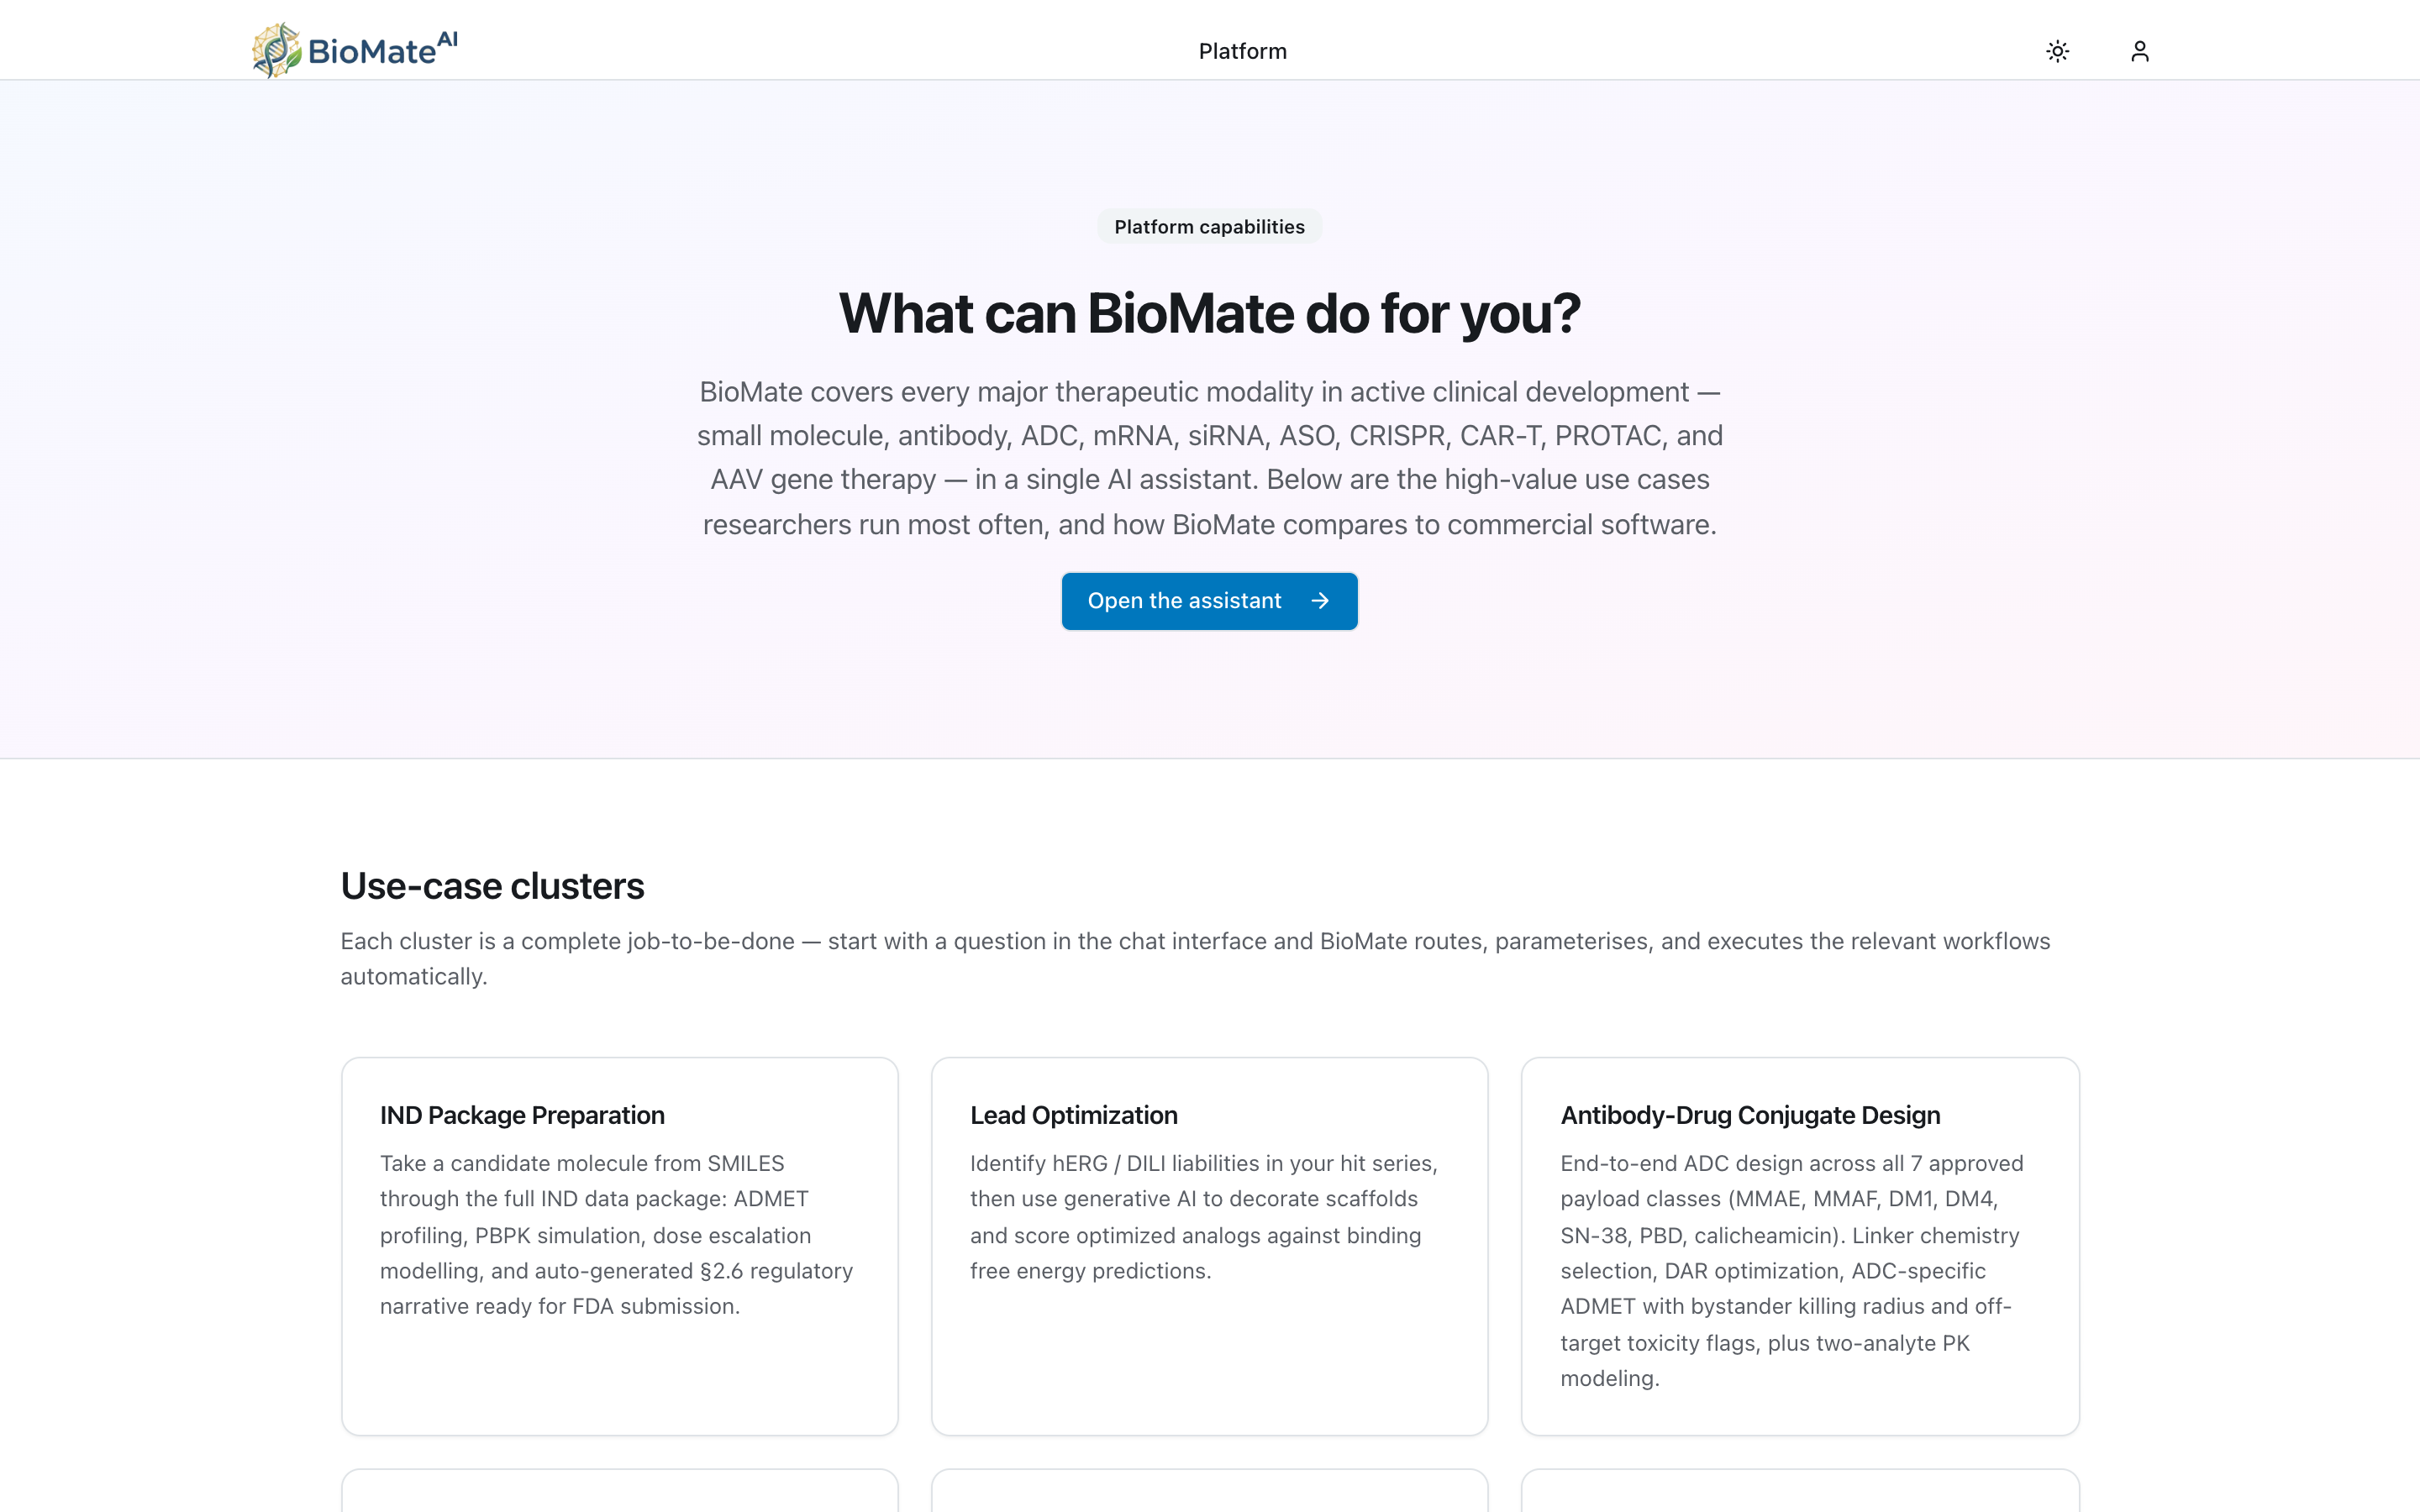 BioMateAI
Platform
Platform capabilities
What can BioMate do for you?
BioMate covers every major therapeutic modality in active clinical development —
small molecule, antibody, ADC, mRNA, siRNA, ASO, CRISPR, CAR-T, PROTAC, and
AAV gene therapy — in a single AI assistant. Below are the high-value use cases
researchers run most often, and how BioMate compares to commercial software.
Open the assistant →
Use-case clusters
Each cluster is a complete job-to-be-done — start with a question in the chat interface and BioMate routes, parameterises, and executes the relevant workflows
automatically.
IND Package Preparation
Take a candidate molecule from SMILES
through the full IND data package: ADMET
profiling, PBPK simulation, dose escalation
modelling, and auto-generated §2.6 regulatory
narrative ready for FDA submission.
Lead Optimization
Identify hERG / DILI liabilities in your hit series,
then use generative AI to decorate scaffolds
and score optimized analogs against binding
free energy predictions.
Antibody-Drug Conjugate Design
End-to-end ADC design across all 7 approved
payload classes (MMAE, MMAF, DM1, DM4,
SN-38, PBD, calicheamicin). Linker chemistry
selection, DAR optimization, ADC-specific
ADMET with bystander killing radius and off-
target toxicity flags, plus two-analyte PK
modeling.